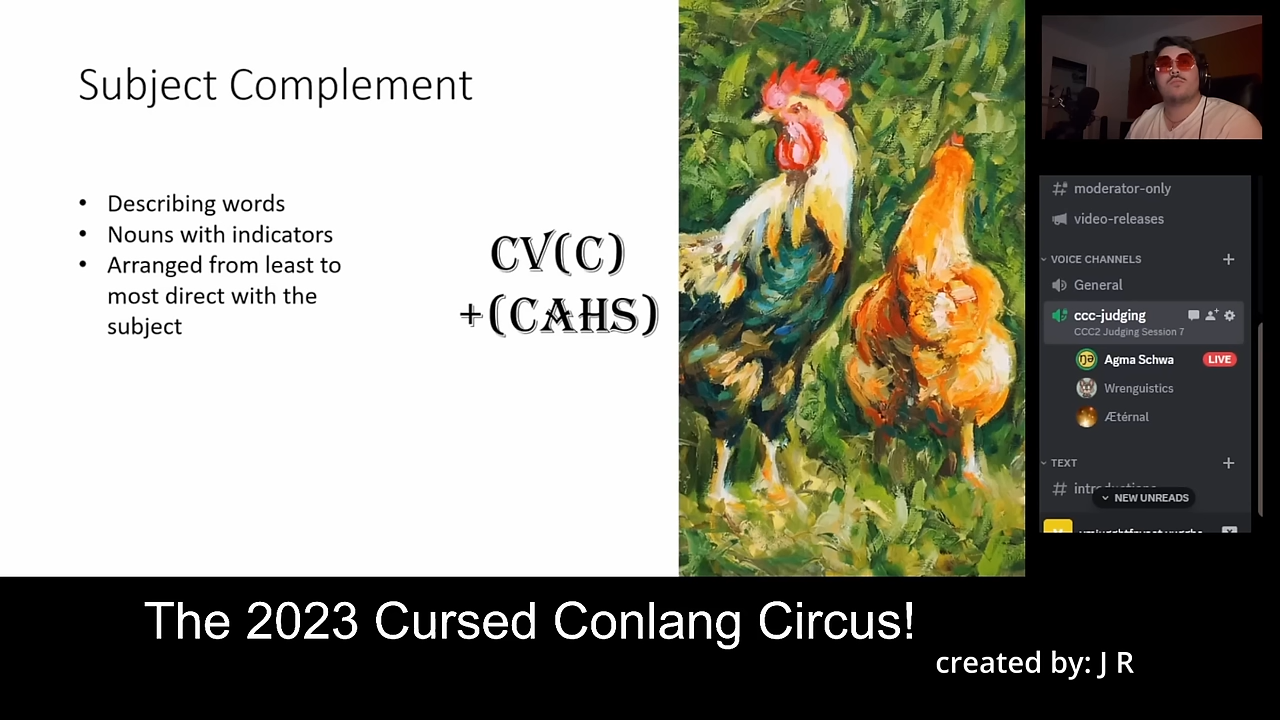 Subject Complement
• Describing words
• Nouns with indicators
• Arranged from least to
most direct with the
subject
CV(C)
+(CAHS)
# moderator-only
video-releases
VOICE CHANNELS +
General
ccc-judging
CCC2 Judging Session 7
Agma Schwa LIVE
Wrenguistics
Ætérnal
TEXT +
#
NEW UNREADS
The 2023 Cursed Conlang Circus!
created by: J R